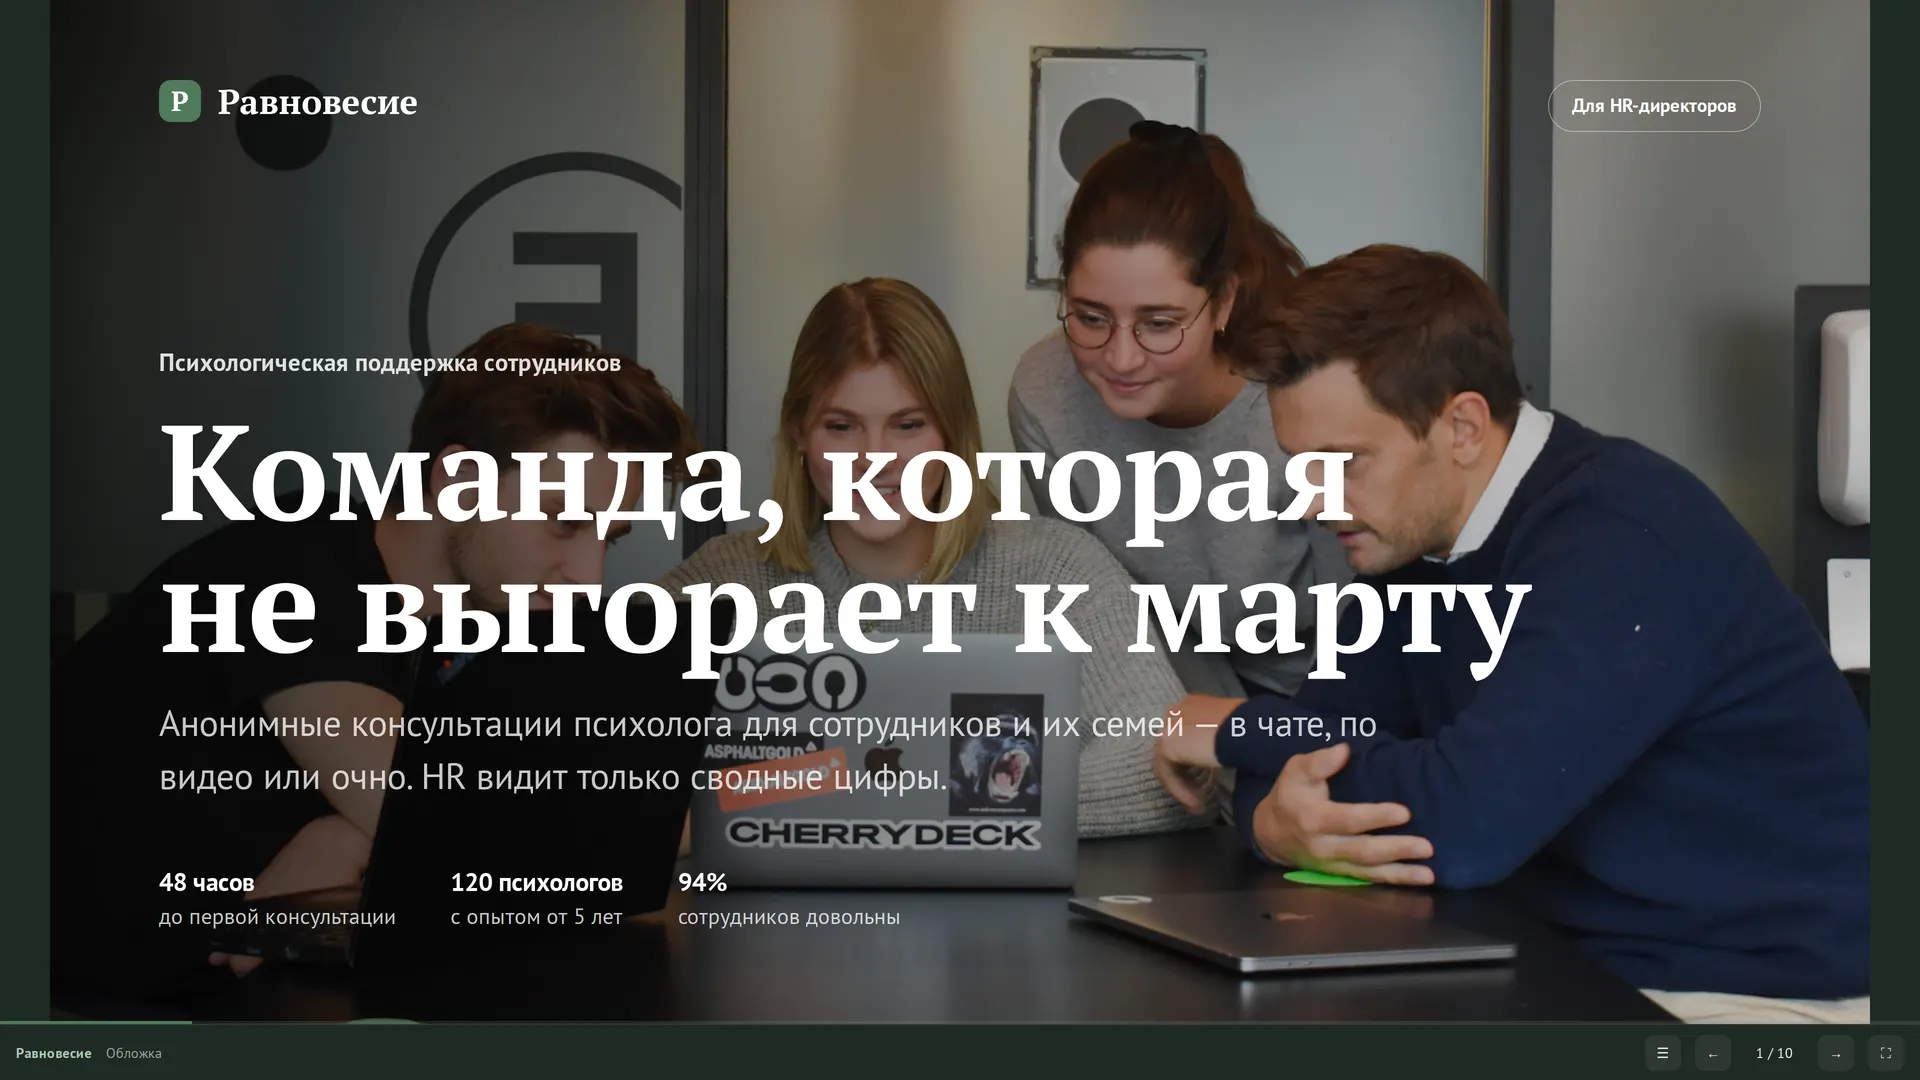 Р Равновесие
Для HR-директоров
Психологическая поддержка сотрудников
Команда, которая
не выгорает к марту
Анонимные консультации психолога для сотрудников и их семей — в чате, по
видео или очно. HR видит только сводные цифры.
ASPHALTGOLD
CHERRYDECK
48 часов
до первой консультации
120 психологов
с опытом от 5 лет
94%
сотрудников довольны
Равновесие Обложка
1 / 10